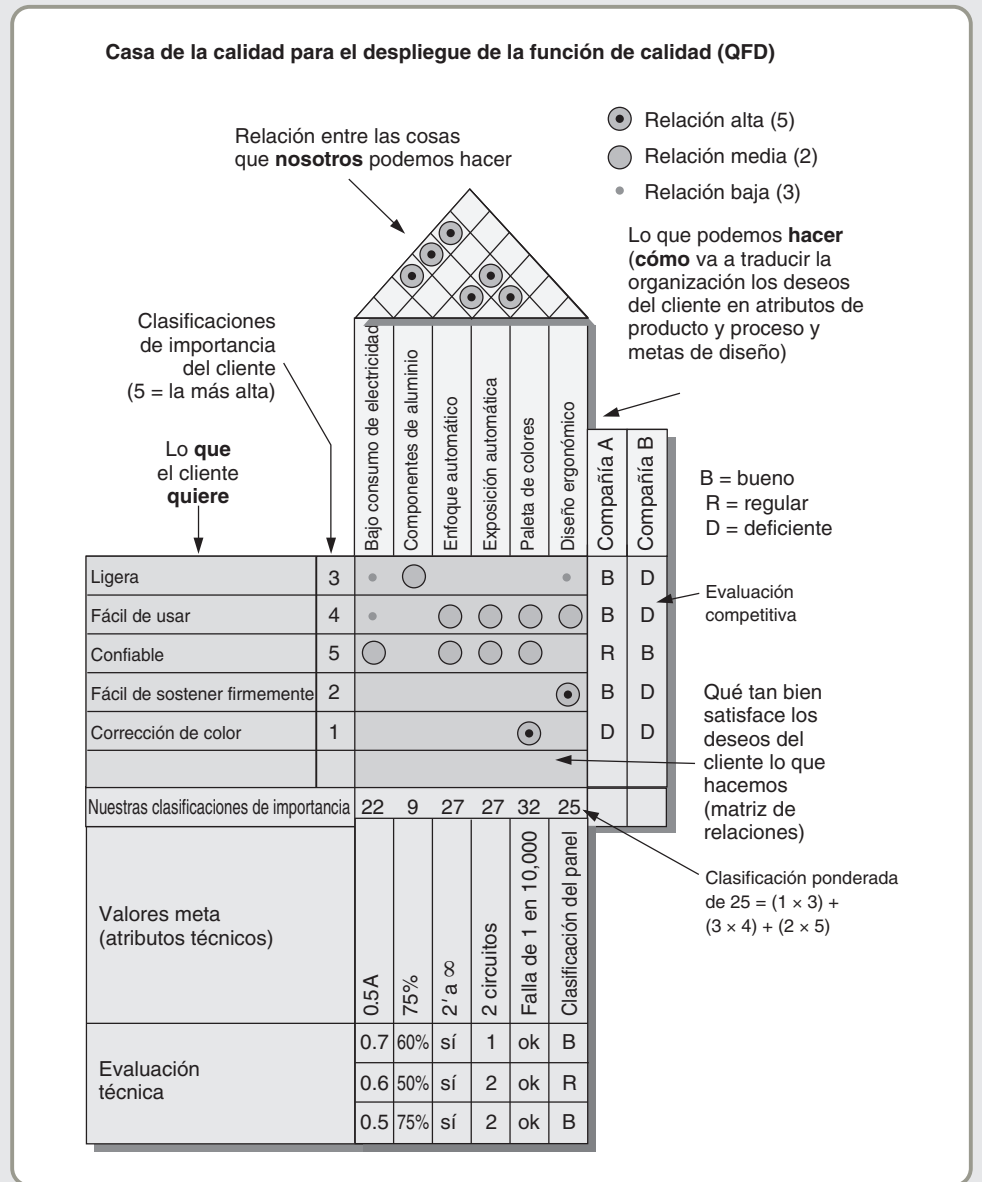 Casa de la calidad para el despliegue de la función de calidad (QFD)
Relación entre las cosas
que nosotros podemos hacer
Relación alta (5)
Relación media (2)
Relación baja (3)
Lo que podemos hacer
(cómo va a traducir la
organización los deseos
del cliente en atributos de
producto y proceso y
metas de diseño)
Clasificaciones
de importancia
del cliente
(5 = la más alta)
Lo que
el cliente
quiere
Bajo consumo de electricidad
Componentes de aluminio
Enfoque automático
Exposición automática
Paleta de colores
Diseño ergonómico
Compañía A
Compañía B
B = bueno
R = regular
D = deficiente
Ligera 3 B D
Fácil de usar 4 B D
Confiable 5 R B
Fácil de sostener firmemente 2 B D
Corrección de color 1 D D
Evaluación
competitiva
Qué tan bien
satisface los
deseos del
cliente lo que
hacemos
(matriz de
relaciones)
Nuestras clasificaciones de importancia 22 9 27 27 32 25
Clasificación ponderada
de 25 = (1 × 3) +
(3 × 4) + (2 × 5)
Valores meta
(atributos técnicos)
0.5 A
75%
2' a ∞
2 circuitos
Falla de 1 en 10,000
Clasificación del panel
Evaluación
técnica
0.7 60% sí 1 ok B
0.6 50% sí 2 ok R
0.5 75% sí 2 ok B